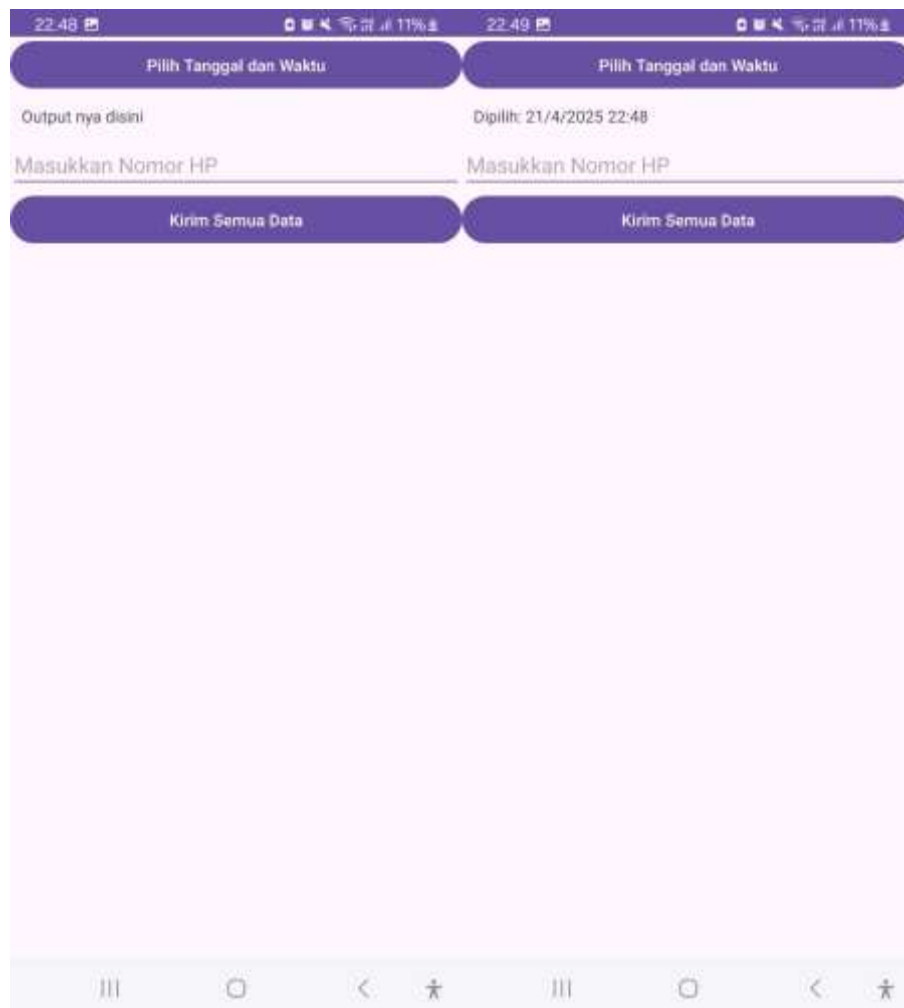 22.48
11%
Pilih Tanggal dan Waktu
Output nya disini
Masukkan Nomor HP
Kirim Semua Data
22.49
11%
Pilih Tanggal dan Waktu
Dipilih: 21/4/2025 22:48
Masukkan Nomor HP
Kirim Semua Data